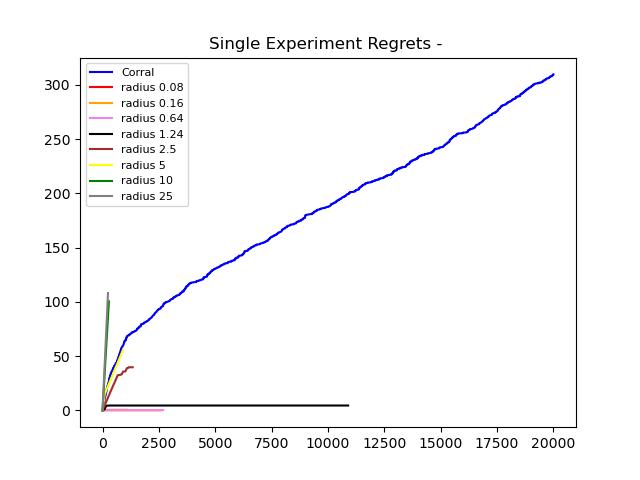 Single Experiment Regrets -
Corral
radius 0.08
radius 0.16
radius 0.64
radius 1.24
radius 2.5
radius 5
radius 10
radius 25
300
250
200
150
100
50
0
0 2500 5000 7500 10000 12500 15000 17500 20000